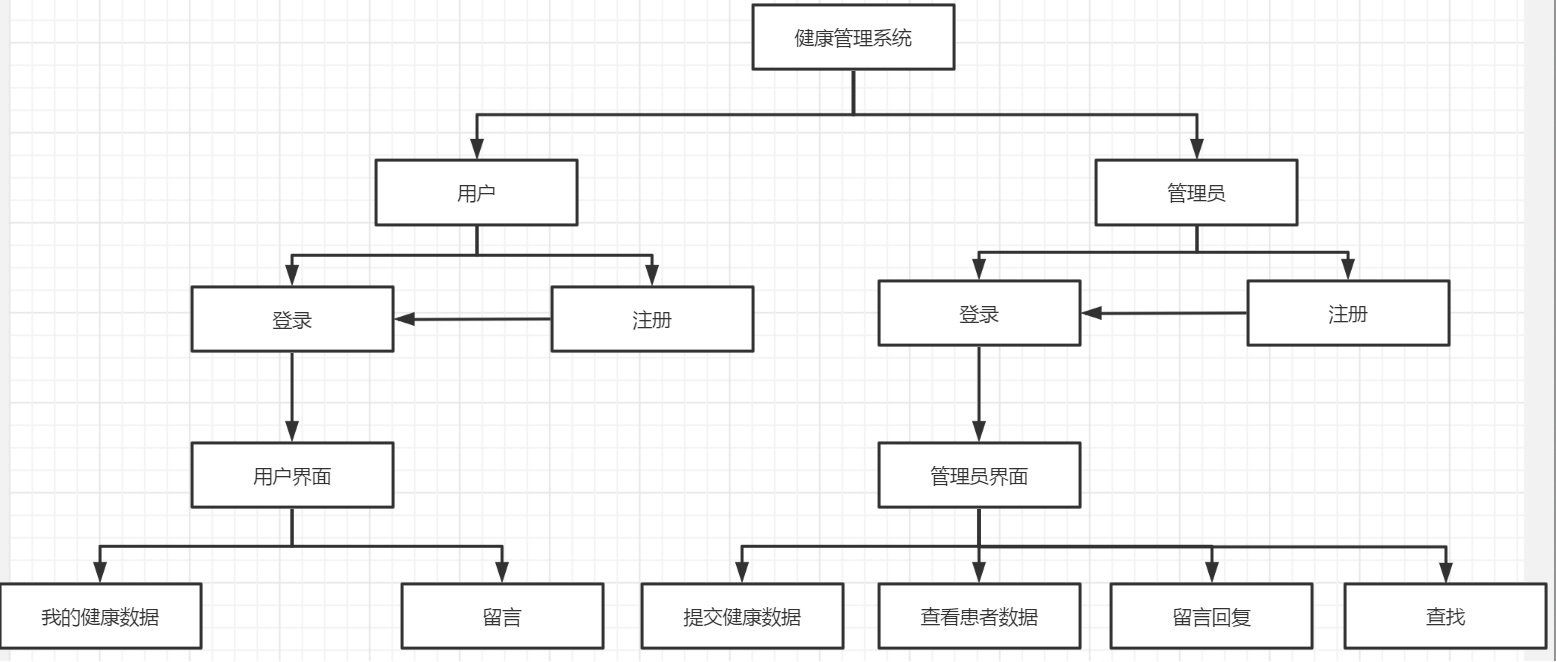 健康管理系统
用户
管理员
登录
注册
登录
注册
用户界面
管理员界面
我的健康数据
留言
提交健康数据
查看患者数据
留言回复
查找